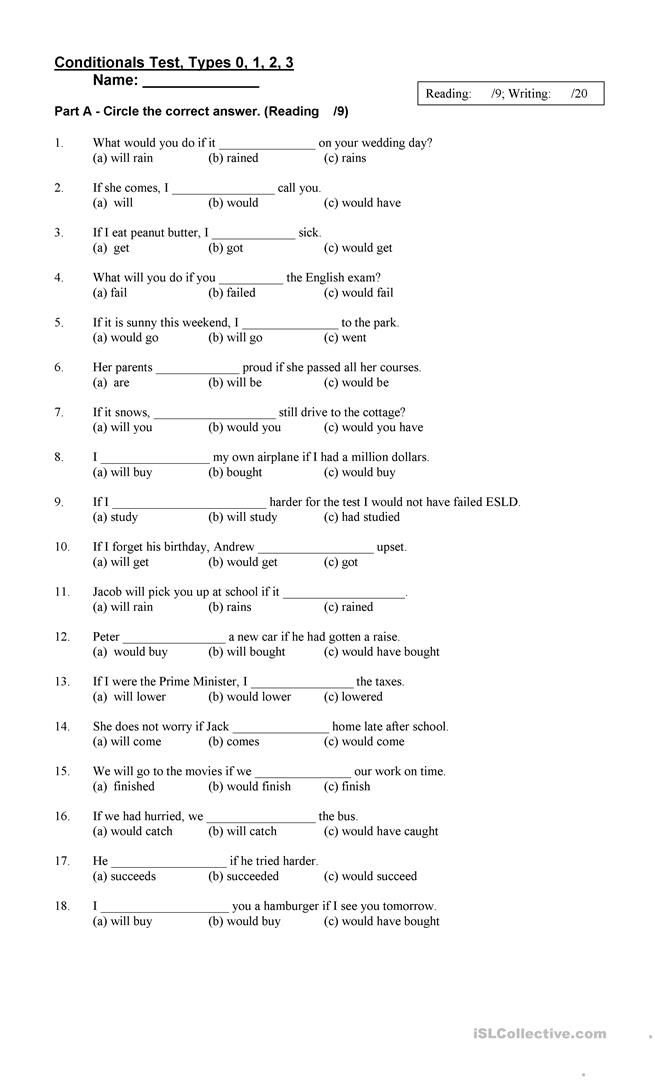 Conditionals Test, Types 0, 1, 2, 3
Name: ______________
Reading: /9; Writing: /20
Part A - Circle the correct answer. (Reading /9)
1. What would you do if it _______________ on your wedding day?
(a) will rain (b) rained (c) rains
2. If she comes, I ________________ call you.
(a) will (b) would (c) would have
3. If I eat peanut butter, I _____________ sick.
(a) get (b) got (c) would get
4. What will you do if you __________ the English exam?
(a) fail (b) failed (c) would fail
5. If it is sunny this weekend, I _______________ to the park.
(a) would go (b) will go (c) went
6. Her parents _____________ proud if she passed all her courses.
(a) are (b) will be (c) would be
7. If it snows, ___________________ still drive to the cottage?
(a) will you (b) would you (c) would you have
8. I _________________ my own airplane if I had a million dollars.
(a) will buy (b) bought (c) would buy
9. If I ________________________ harder for the test I would not have failed ESLD.
(a) study (b) will study (c) had studied
10. If I forget his birthday, Andrew __________________ upset.
(a) will get (b) would get (c) got
11. Jacob will pick you up at school if it ___________________.
(a) will rain (b) rains (c) rained
12. Peter ________________ a new car if he had gotten a raise.
(a) would buy (b) will bought (c) would have bought
13. If I were the Prime Minister, I ________________ the taxes.
(a) will lower (b) would lower (c) lowered
14. She does not worry if Jack _______________ home late after school.
(a) will come (b) comes (c) would come
15. We will go to the movies if we _______________ our work on time.
(a) finished (b) would finish (c) finish
16. If we had hurried, we _________________ the bus.
(a) would catch (b) will catch (c) would have caught
17. He __________________ if he tried harder.
(a) succeeds (b) succeeded (c) would succeed
18. I ____________________ you a hamburger if I see you tomorrow.
(a) will buy (b) would buy (c) would have bought
iSLCollective.com